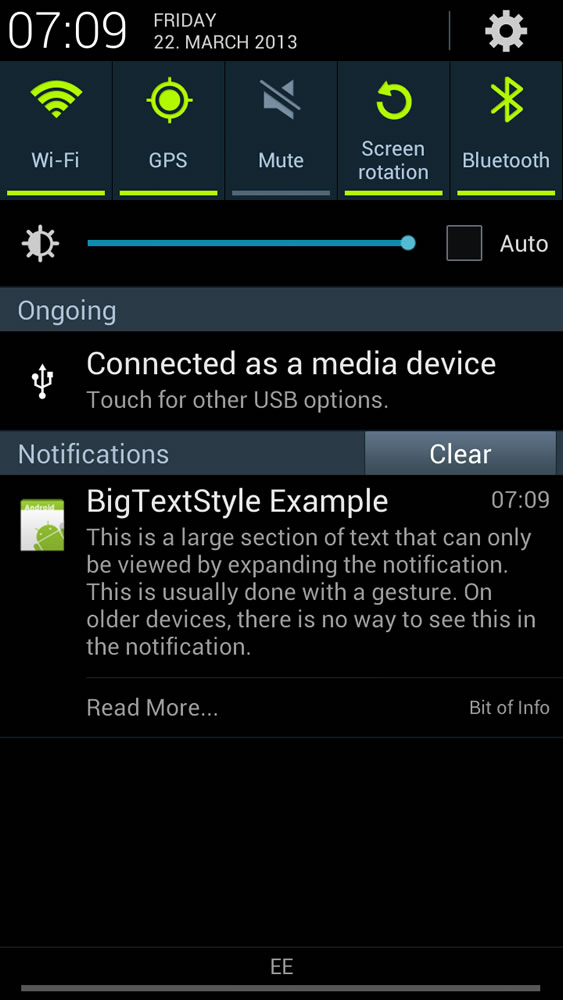 07:09
FRIDAY
22. MARCH 2013
Wi-Fi
GPS
Mute
Screen
rotation
Bluetooth
Auto
Ongoing
Connected as a media device
Touch for other USB options.
Notifications
Clear
Android
BigTextStyle Example
07:09
This is a large section of text that can only
be viewed by expanding the notification.
This is usually done with a gesture. On
older devices, there is no way to see this in
the notification.
Read More...
Bit of Info
EE